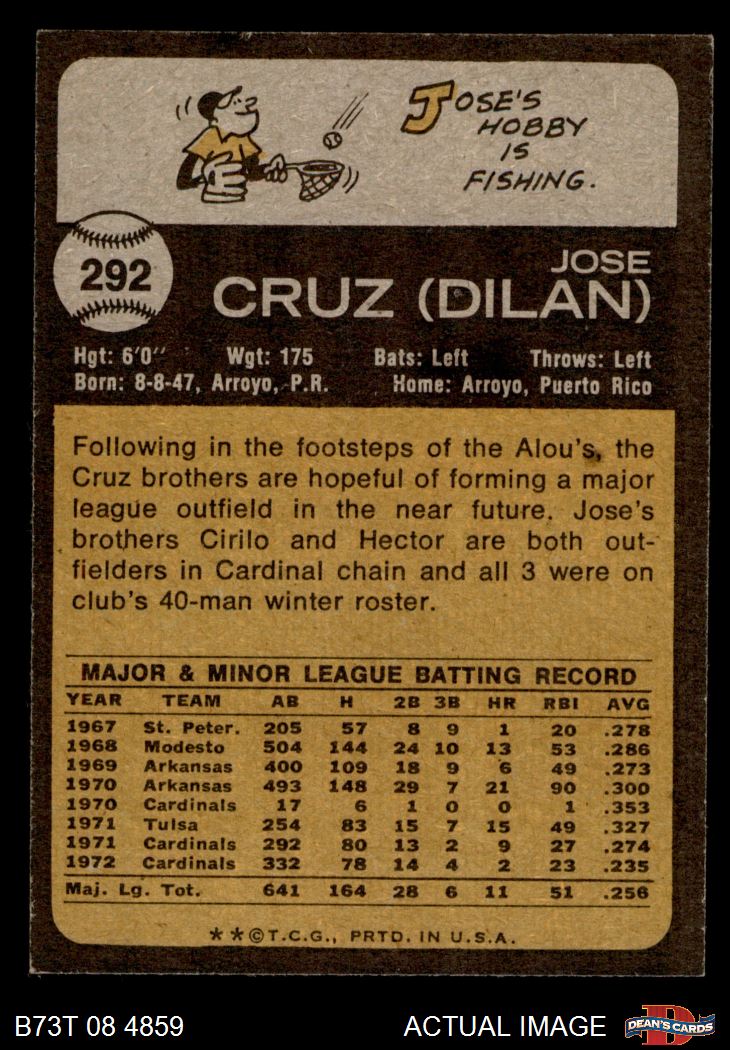 JOSE'S
HOBBY
IS
FISHING.
292
JOSE
CRUZ (DILAN)
Hgt: 6'0" Wgt: 175 Bats: Left Throws: Left
Born: 8-8-47, Arroyo, P.R. Home: Arroyo, Puerto Rico
Following in the footsteps of the Alou's, the
Cruz brothers are hopeful of forming a major
league outfield in the near future. Jose's
brothers Cirilo and Hector are both out-
fielders in Cardinal chain and all 3 were on
club's 40-man winter roster.
MAJOR & MINOR LEAGUE BATTING RECORD
YEAR TEAM AB H 2B 3B HR RBI AVG
1967 St. Peter. 205 57 8 9 1 20 .278
1968 Modesto 504 144 24 10 13 53 .286
1969 Arkansas 400 109 18 9 6 49 .273
1970 Arkansas 493 148 29 7 21 90 .300
1970 Cardinals 17 6 1 0 0 1 .353
1971 Tulsa 254 83 15 7 15 49 .327
1971 Cardinals 292 80 13 2 9 27 .274
1972 Cardinals 332 78 14 4 2 23 .235
Maj. Lg. Tot. 641 164 28 6 11 51 .256
**©T.C.G., PRTD. IN U.S.A.
B73T 08 4859 ACTUAL IMAGE D DEAN'S CARDS